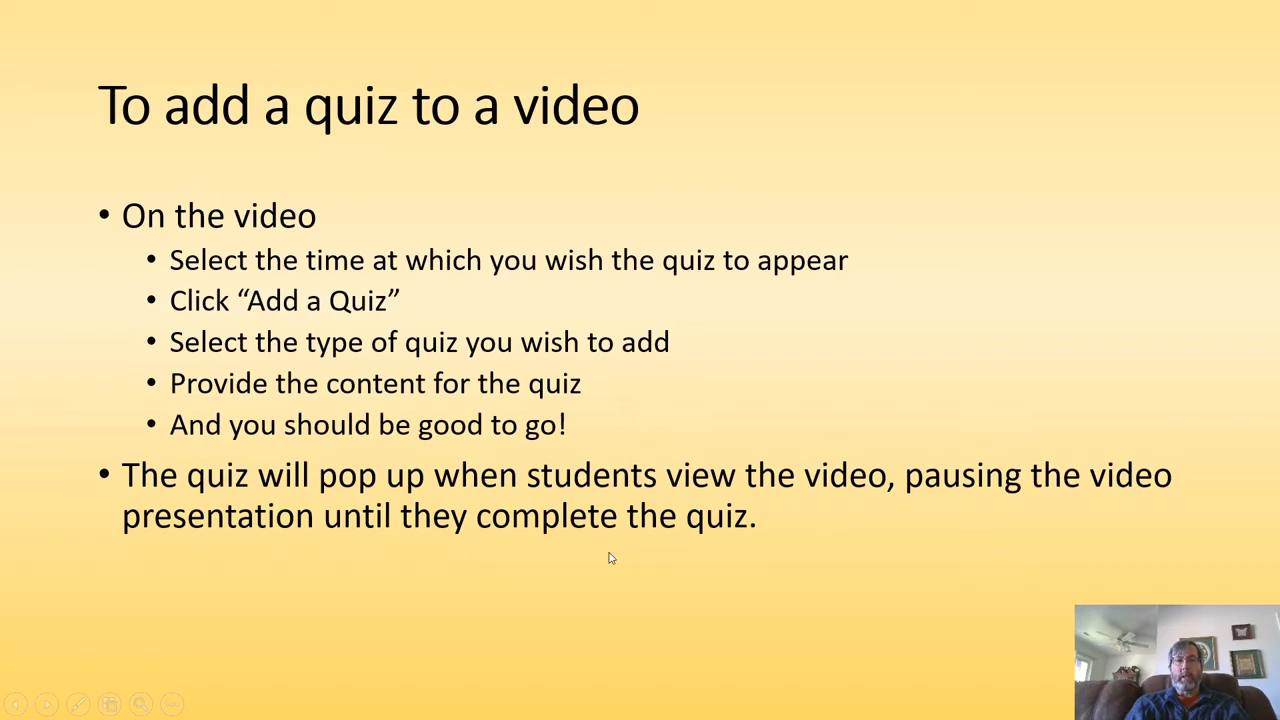 To add a quiz to a video
• On the video
• Select the time at which you wish the quiz to appear
• Click “Add a Quiz”
• Select the type of quiz you wish to add
• Provide the content for the quiz
• And you should be good to go!
• The quiz will pop up when students view the video, pausing the video
presentation until they complete the quiz.